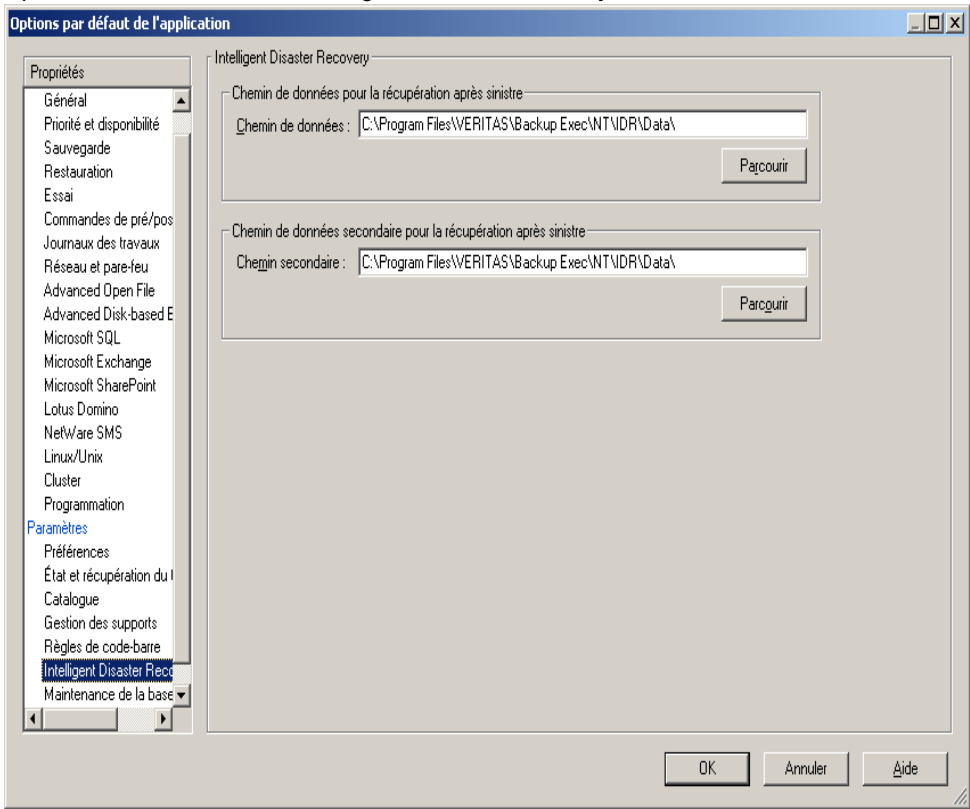 Options par défaut de l'application
Propriétés
Général
Priorité et disponibilité
Sauvegarde
Restauration
Essai
Commandes de pré/pos
Journaux des travaux
Réseau et pare-feu
Advanced Open File
Advanced Disk-based E
Microsoft SQL
Microsoft Exchange
Microsoft SharePoint
Lotus Domino
NetWare SMS
Linux/Unix
Cluster
Programmation
Paramètres
Préférences
État et récupération du
Catalogue
Gestion des supports
Règles de code-barre
Intelligent Disaster Reco
Maintenance de la base
Intelligent Disaster Recovery
Chemin de données pour la récupération après sinistre
Chemin de données : C:\Program Files\VERITAS\Backup Exec\NT\IDR\Data\
Parcourir
Chemin de données secondaire pour la récupération après sinistre
Chemin secondaire : C:\Program Files\VERITAS\Backup Exec\NT\IDR\Data\
Parcourir
OK Annuler Aide